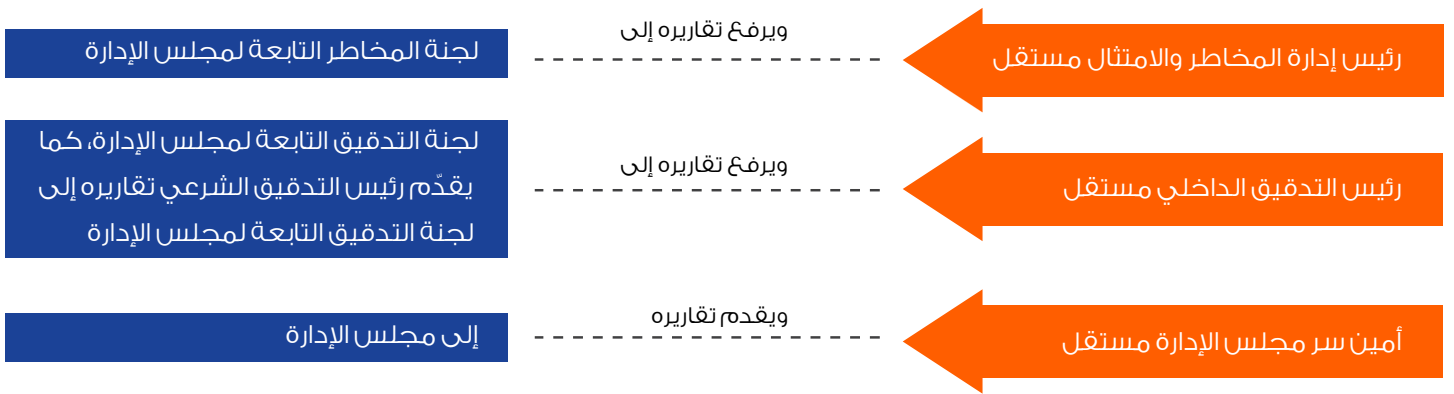 رئيس إدارة المخاطر والامتثال مستقل
ويرفع تقاريره إلى
لجنة المخاطر التابعة لمجلس الإدارة
رئيس التدقيق الداخلي مستقل
ويرفع تقاريره إلى
لجنة التدقيق التابعة لمجلس الإدارة، كما
يقدّم رئيس التدقيق الشرعي تقاريره إلى
لجنة التدقيق التابعة لمجلس الإدارة
أمين سر مجلس الإدارة مستقل
ويقدم تقاريره
إلى مجلس الإدارة